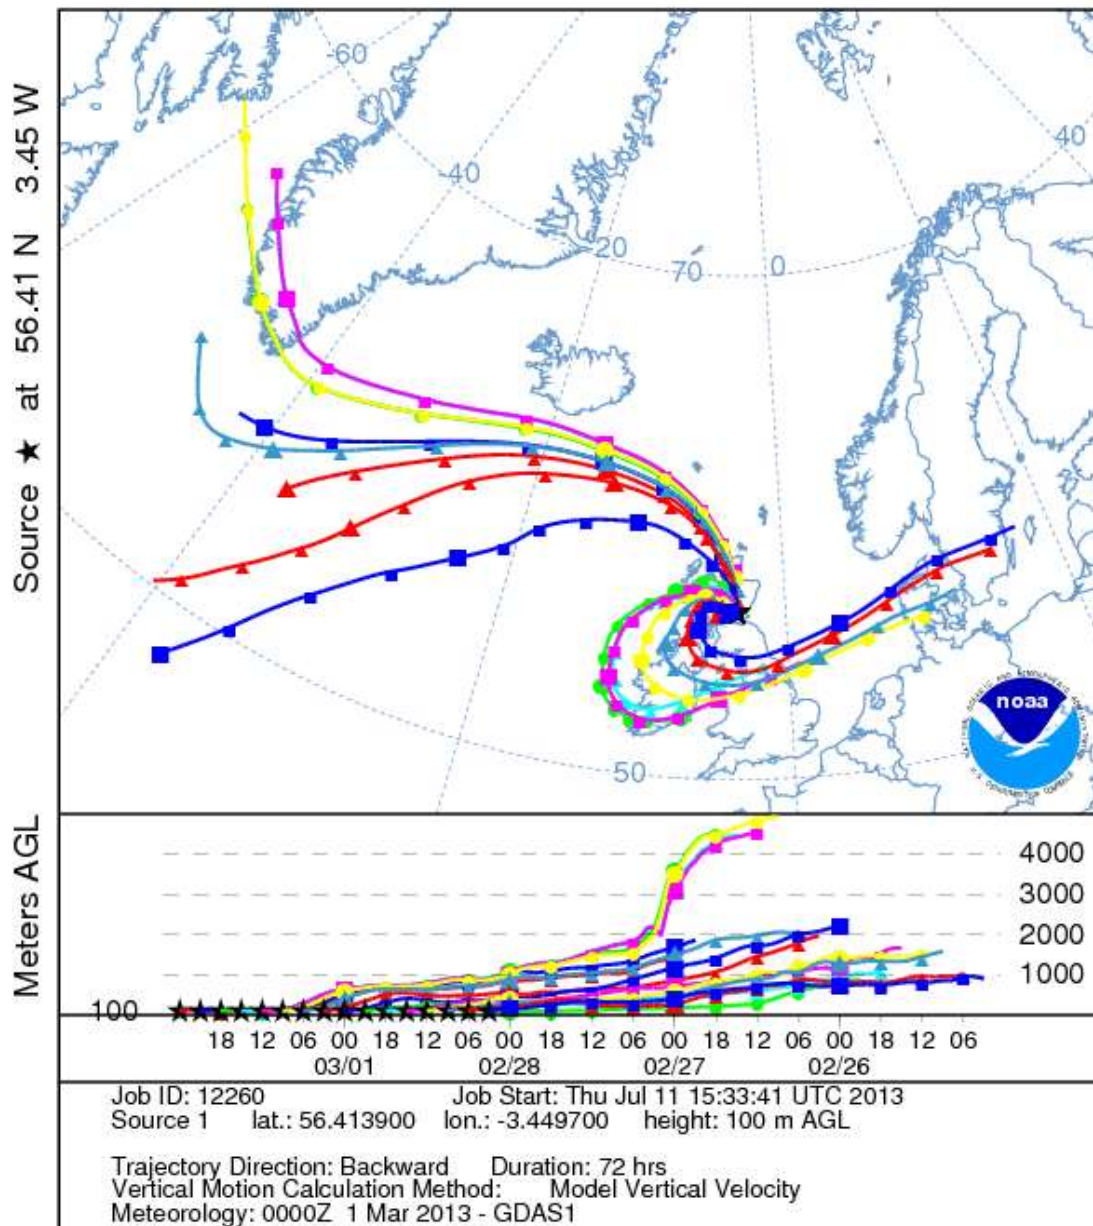 Source ★ at 56.41 N 3.45 W
-60
-40
-20
0
40
70
50
noaa
Meters AGL
4000
3000
2000
1000
100
18 12 06 00 18 12 06 00 18 12 06 00 18 12 06 00 18 12 06
03/01 02/28 02/27 02/26
Job ID: 12260 Job Start: Thu Jul 11 15:33:41 UTC 2013
Source 1 lat.: 56.413900 lon.: -3.449700 height: 100 m AGL
Trajectory Direction: Backward Duration: 72 hrs
Vertical Motion Calculation Method: Model Vertical Velocity
Meteorology: 0000Z 1 Mar 2013 - GDAS1